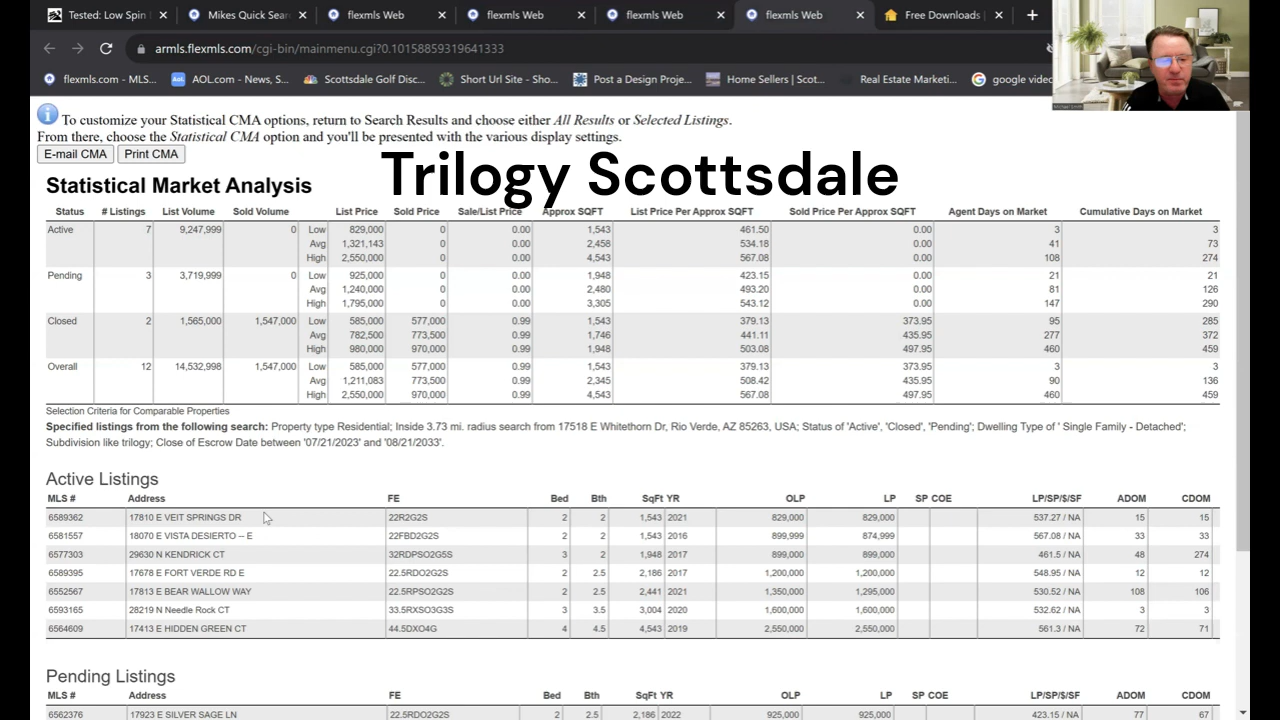 Tested: Low Spin
Mikes Quick Sear
flexmls Web
flexmls Web
flexmls Web
flexmls Web
Free Downloads |
armls.flexmls.com/cgi-bin/mainmenu.cgi?0.10158859319641333
flexmls.com - MLS...
AOL.com - News, S...
Scottsdale Golf Disc...
Short Url Site - Sho...
Post a Design Proje...
Home Sellers | Scot...
Real Estate Marketi...
google video
To customize your Statistical CMA options, return to Search Results and choose either All Results or Selected Listings.
From there, choose the Statistical CMA option and you'll be presented with the various display settings.
E-mail CMA Print CMA
Trilogy Scottsdale
Statistical Market Analysis
Status # Listings List Volume Sold Volume List Price Sold Price Sale/List Price Approx SQFT List Price Per Approx SQFT Sold Price Per Approx SQFT Agent Days on Market Cumulative Days on Market
Active 7 9,247,999 0 Low 829,000 0 0.00 1,543 461.50 0.00 3 3
Avg 1,321,143 0 0.00 2,458 534.18 0.00 41 73
High 2,550,000 0 0.00 4,543 567.08 0.00 108 274
Pending 3 3,719,999 0 Low 925,000 0 0.00 1,948 423.15 0.00 21 21
Avg 1,240,000 0 0.00 2,480 493.20 0.00 81 126
High 1,795,000 0 0.00 3,305 543.12 0.00 147 290
Closed 2 1,565,000 1,547,000 Low 585,000 577,000 0.99 1,543 379.13 373.95 95 285
Avg 782,500 773,500 0.99 1,746 441.11 435.95 277 372
High 980,000 970,000 0.99 1,948 503.08 497.95 460 459
Overall 12 14,532,998 1,547,000 Low 585,000 577,000 0.99 1,543 379.13 373.95 3 3
Avg 1,211,083 773,500 0.99 2,345 508.42 435.95 90 136
High 2,550,000 970,000 0.99 4,543 567.08 497.95 460 459
Selection Criteria for Comparable Properties
Specified listings from the following search: Property type Residential; Inside 3.73 mi. radius search from 17518 E Whitethorn Dr, Rio Verde, AZ 85263, USA; Status of 'Active', 'Closed', 'Pending'; Dwelling Type of ' Single Family - Detached';
Subdivision like trilogy; Close of Escrow Date between '07/21/2023' and '08/21/2033'.
Active Listings
MLS # Address FE Bed Bth SqFt YR OLP LP SP COE LP/SP/$/SF ADOM CDOM
6589362 17810 E VEIT SPRINGS DR 22R2G2S 2 2 1,543 2021 829,000 829,000 537.27 / NA 15 15
6581557 18070 E VISTA DESIERTO -- E 22FBD2G2S 2 2 1,543 2016 899,999 874,999 567.08 / NA 33 33
6577303 29630 N KENDRICK CT 32RDPSO2G5S 3 2 1,948 2017 899,000 899,000 461.5 / NA 48 274
6589395 17678 E FORT VERDE RD E 22.5RDO2G2S 2 2.5 2,186 2017 1,200,000 1,200,000 548.95 / NA 12 12
6552567 17813 E BEAR WALLOW WAY 22.5RPSO2G2S 2 2.5 2,441 2021 1,350,000 1,295,000 530.52 / NA 108 106
6593165 28219 N Needle Rock CT 33.5RXSO3G3S 3 3.5 3,004 2020 1,600,000 1,600,000 532.62 / NA 3 3
6564609 17413 E HIDDEN GREEN CT 44.5DXO4G 4 4.5 4,543 2019 2,550,000 2,550,000 561.3 / NA 72 71
Pending Listings
MLS # Address FE Bed Bth SqFt YR OLP LP SP COE LP/SP/$/SF ADOM CDOM
6562376 17923 E SILVER SAGE LN 22.5RDO2G2S 2 2.5 2,186 2022 925,000 925,000 423.15 / NA 77 67